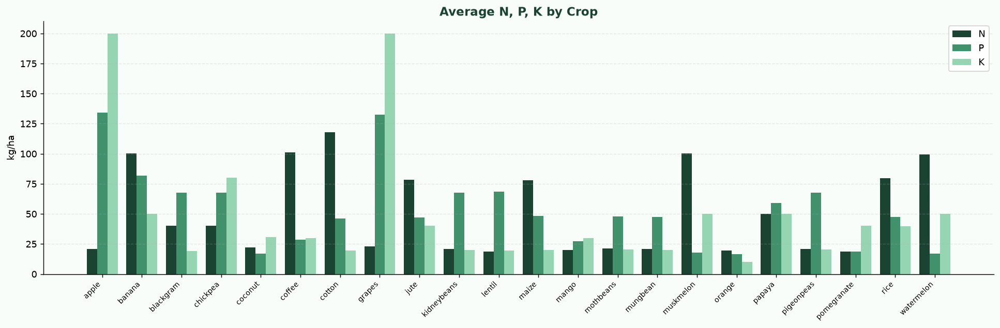 Average N, P, K by Crop
N
P
K
kg/ha
200
175
150
125
100
75
50
25
0
apple
banana
blackgram
chickpea
coconut
coffee
cotton
grapes
jute
kidneybeans
lentil
maize
mango
mothbeans
mungbean
muskmelon
orange
papaya
pigeonpeas
pomegranate
rice
watermelon